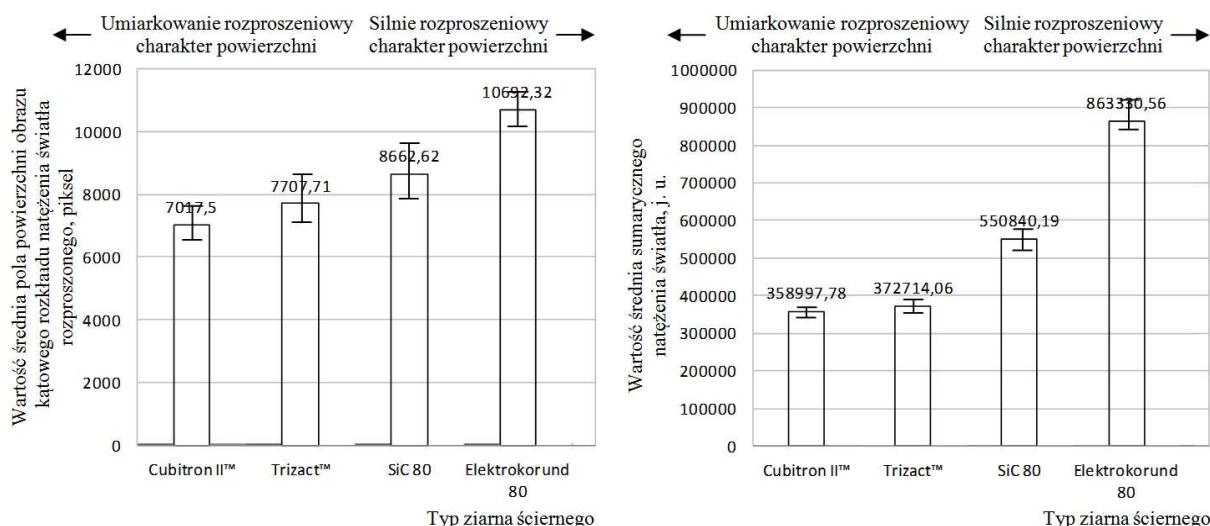 Umiarkowanie rozproszeniowy
charakter powierzchni
Silnie rozproszeniowy
charakter powierzchni
Wartość średnia pola powierzchni obrazu
kątowego rozkładu natężenia światła
rozproszonego, piksel
12000
10000
8000
6000
4000
2000
0
7017,5
7707,71
8662,62
10692,32
Cubitron II™
Trizact™
SiC 80
Elektrokorund
80
Typ ziarna ściernego
Umiarkowanie rozproszeniowy
charakter powierzchni
Silnie rozproszeniowy
charakter powierzchni
Wartość średnia sumarycznego
natężenia światła, j. u.
1000000
900000
800000
700000
600000
500000
400000
300000
200000
100000
0
358997,78
372714,06
550840,19
863330,56
Cubitron II™
Trizact™
SiC 80
Elektrokorund
80
Typ ziarna ściernego